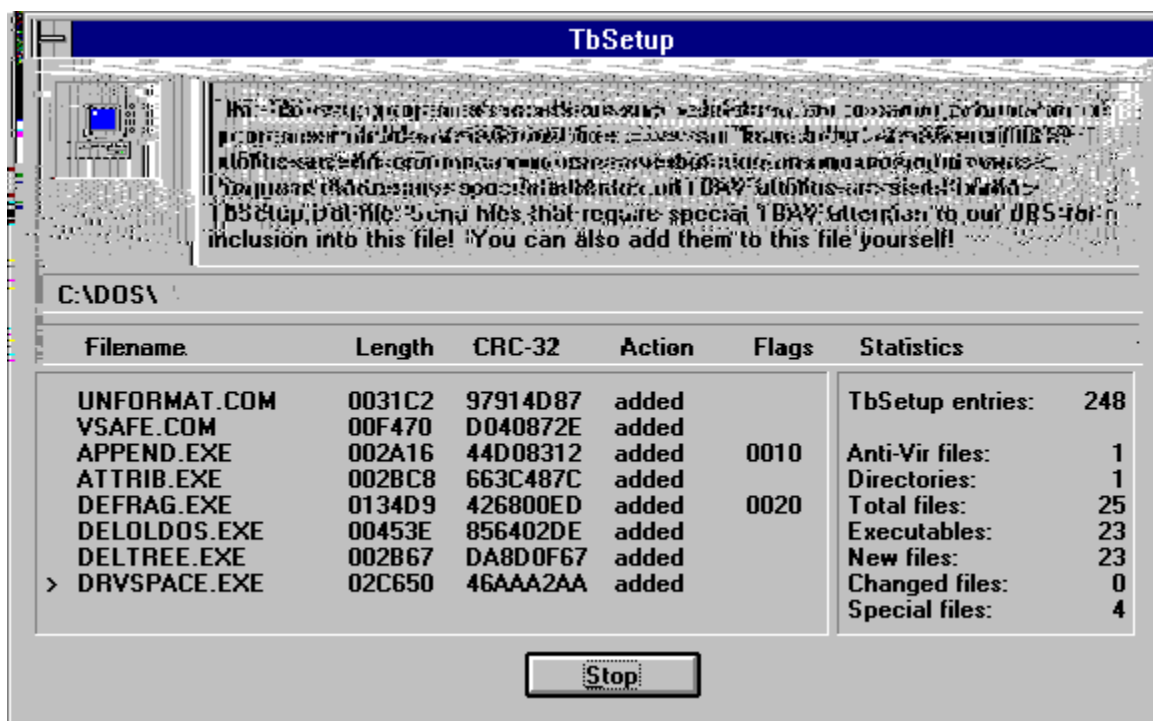 TbSetup
TbSetup.Dat file. Send files that require special TBAV attention to our
inclusion into this file! You can also add them to this file yourself!
C:\DOS\
Filename Length CRC-32 Action Flags Statistics
UNFORMAT.COM 0031C2 97914D87 added TbSetup entries: 248
VSAFE.COM 00F470 D040872E added
APPEND.EXE 002A16 44D08312 added 0010 Anti-Vir files: 1
ATTRIB.EXE 002BC8 663C487C added Directories: 1
DEFRAG.EXE 0134D9 426800ED added 0020 Total files: 25
DELOLDOS.EXE 00453E 856402DE added Executables: 23
DELTREE.EXE 002B67 DA8D0F67 added New files: 23
> DRVSPACE.EXE 02C650 46AAA2AA added Changed files: 0
Special files: 4
Stop